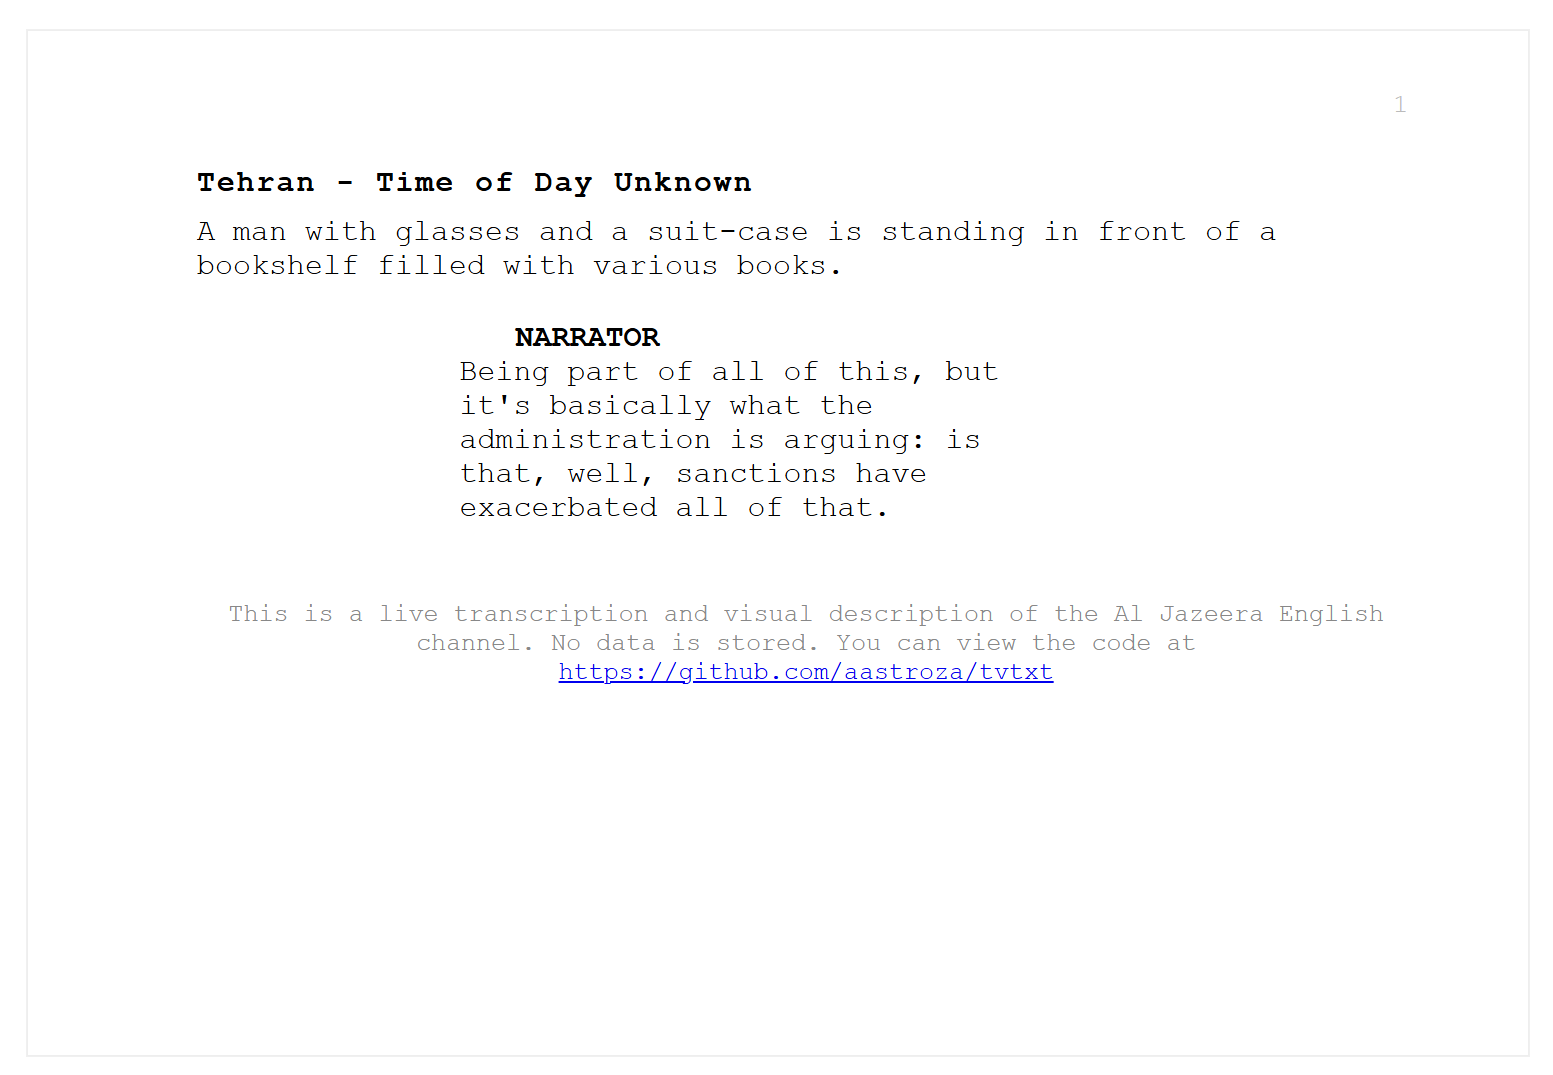 1
Tehran - Time of Day Unknown
A man with glasses and a suit-case is standing in front of a
bookshelf filled with various books.
NARRATOR
Being part of all of this, but
it's basically what the
administration is arguing: is
that, well, sanctions have
exacerbated all of that.
This is a live transcription and visual description of the Al Jazeera English
channel. No data is stored. You can view the code at
https://github.com/aastroza/tvtxt